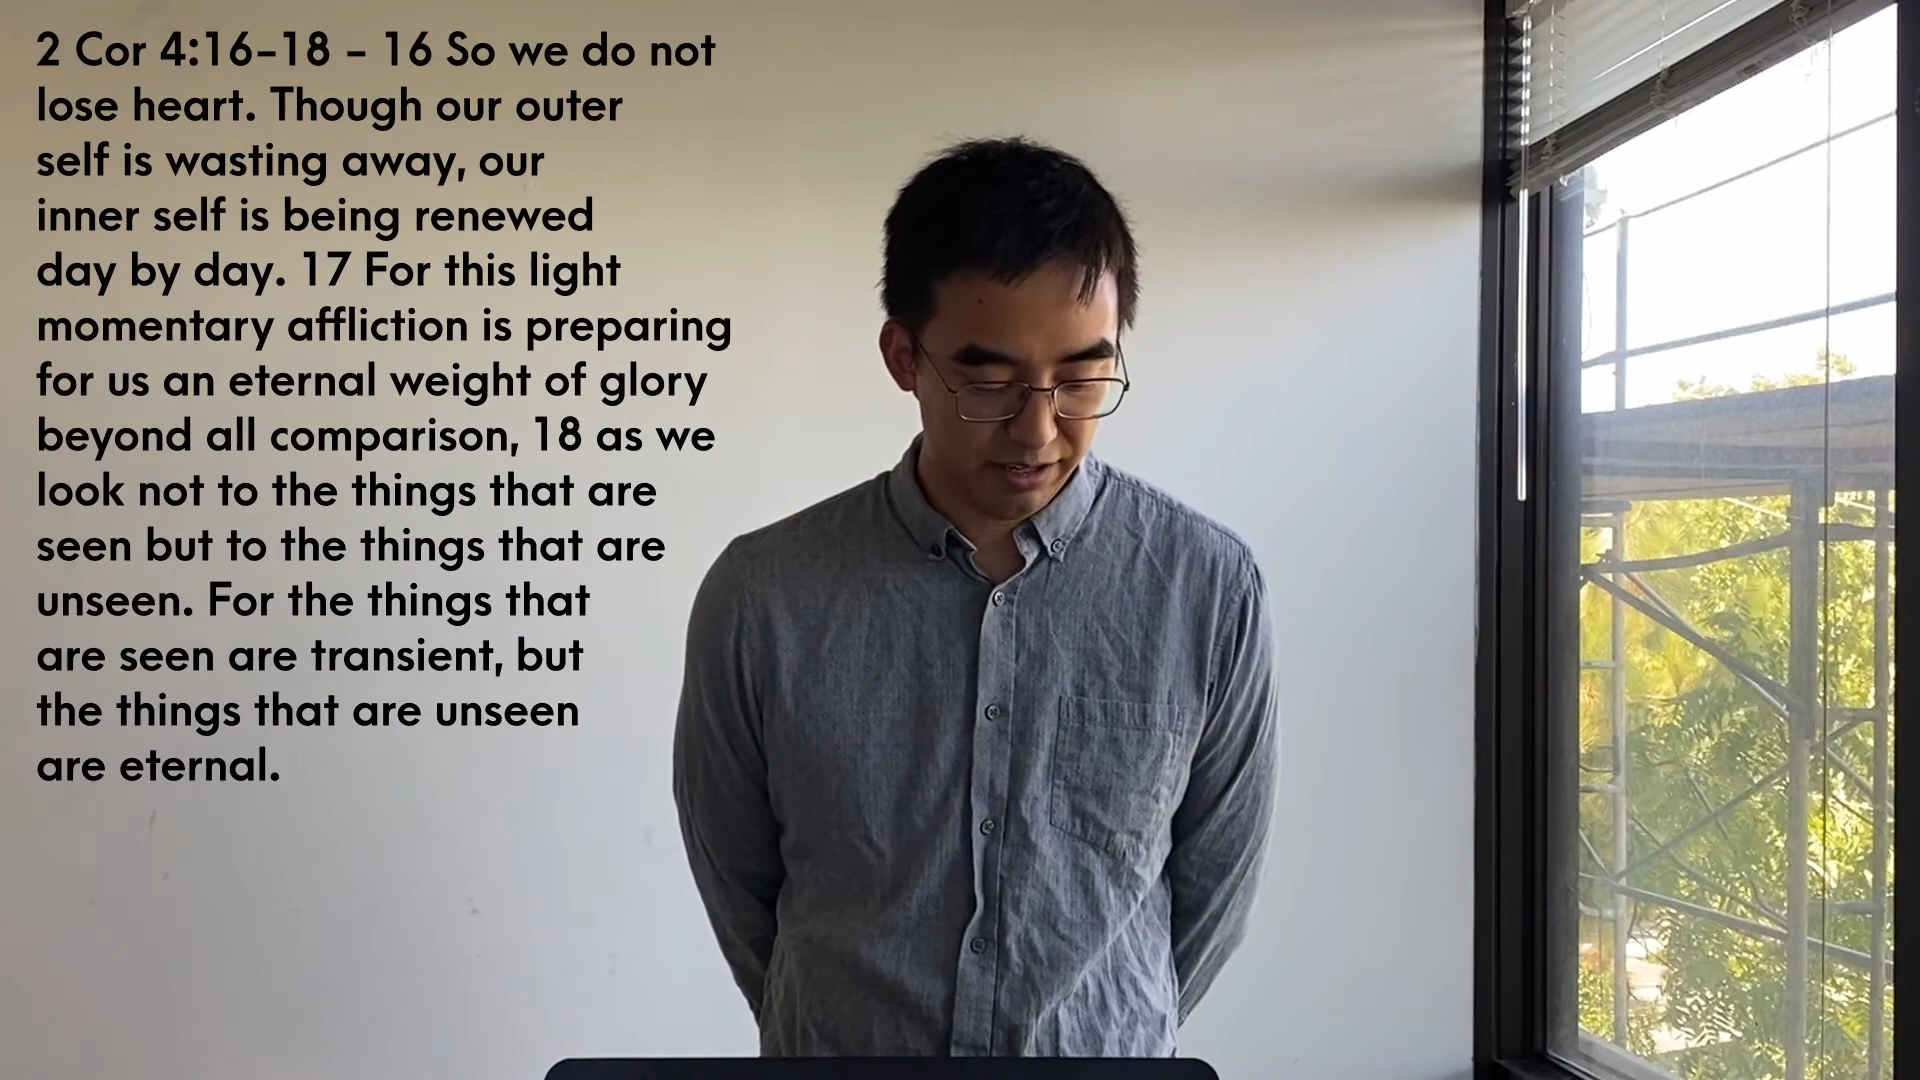 2 Cor 4:16-18 - 16 So we do not
lose heart. Though our outer
self is wasting away, our
inner self is being renewed
day by day. 17 For this light
momentary affliction is preparing
for us an eternal weight of glory
beyond all comparison, 18 as we
look not to the things that are
seen but to the things that are
unseen. For the things that
are seen are transient, but
the things that are unseen
are eternal.